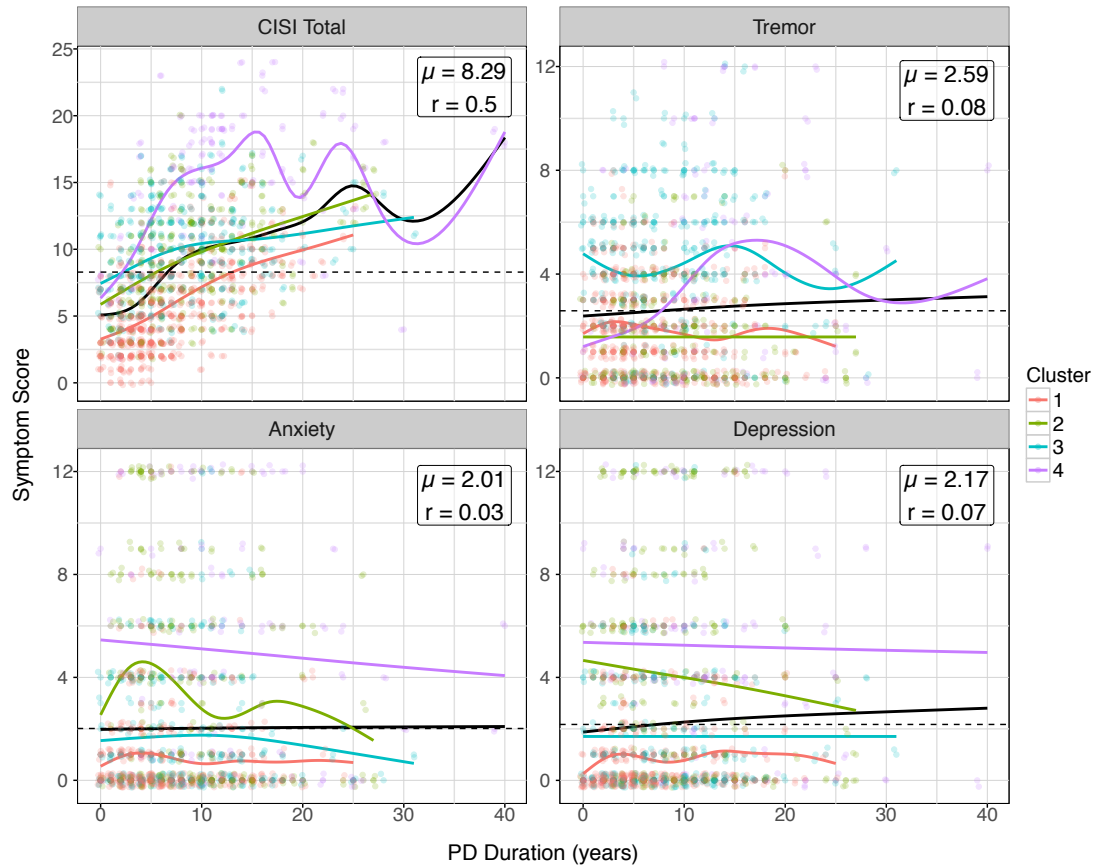 CISI Total
Tremor
25
20
15
10
5
0
μ = 8.29
r = 0.5
12
8
4
0
μ = 2.59
r = 0.08
Symptom Score
Anxiety
Depression
12
8
4
0
μ = 2.01
r = 0.03
12
8
4
0
μ = 2.17
r = 0.07
0 10 20 30 40
0 10 20 30 40
PD Duration (years)
Cluster
1
2
3
4